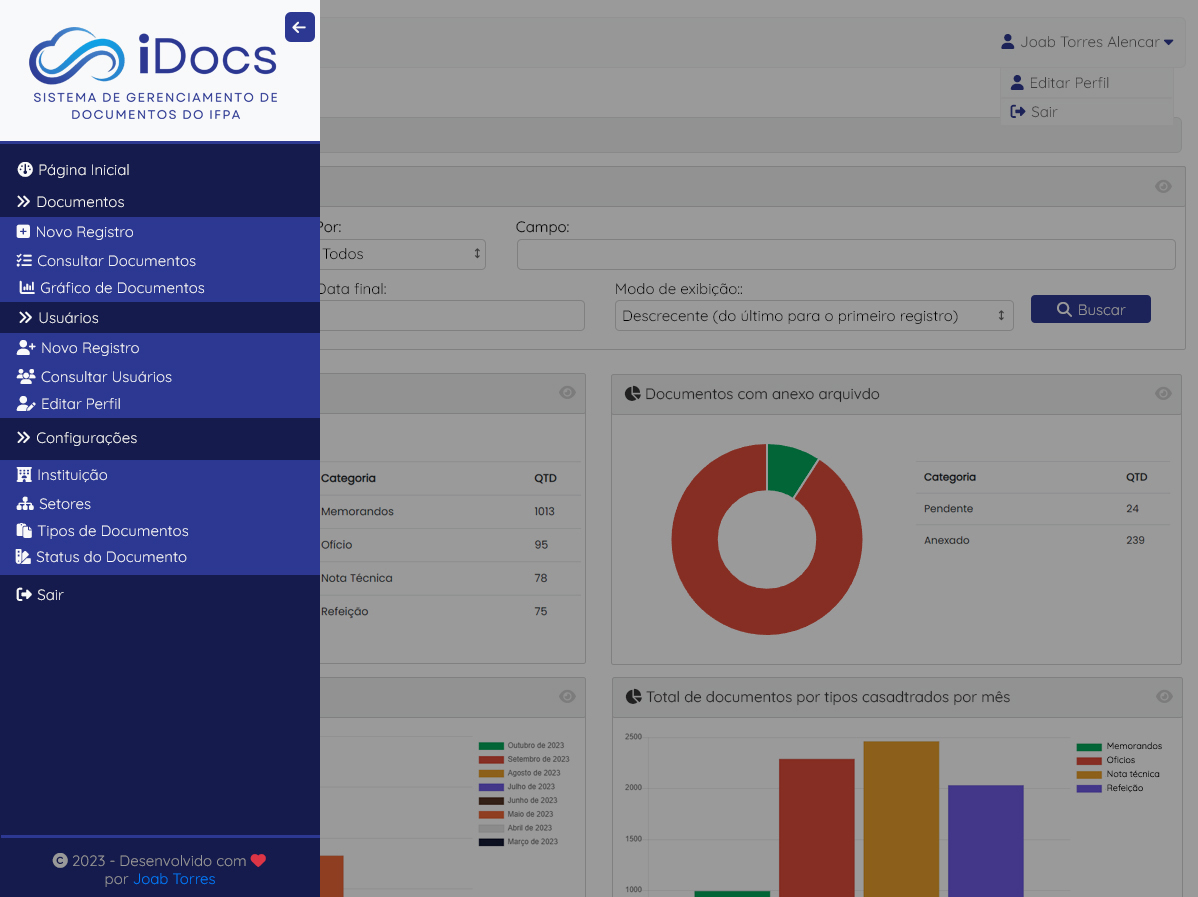 iDocs
SISTEMA DE GERENCIAMENTO DE
DOCUMENTOS DO IFPA
Página Inicial
Documentos
Novo Registro
Consultar Documentos
Gráfico de Documentos
Usuários
Novo Registro
Consultar Usuários
Editar Perfil
Configurações
Instituição
Setores
Tipos de Documentos
Status do Documento
Sair
© 2023 - Desenvolvido com
por Joab Torres
Joab Torres Alencar
Editar Perfil
Sair
Por:
Todos
Campo:
Data final:
Modo de exibição::
Descrecente (do último para o primeiro registro)
Buscar
Categoria QTD
Memorandos 1013
Ofício 95
Nota Técnica 78
Refeição 75
Documentos com anexo arquivdo
Categoria QTD
Pendente 24
Anexado 239
Outubro de 2023
Setembro de 2023
Agosto de 2023
Julho de 2023
Junho de 2023
Maio de 2023
Abril de 2023
Março de 2023
Total de documentos por tipos casadtrados por mês
2500
2000
1500
1000
Memorandos
Ofícios
Nota técnica
Refeição